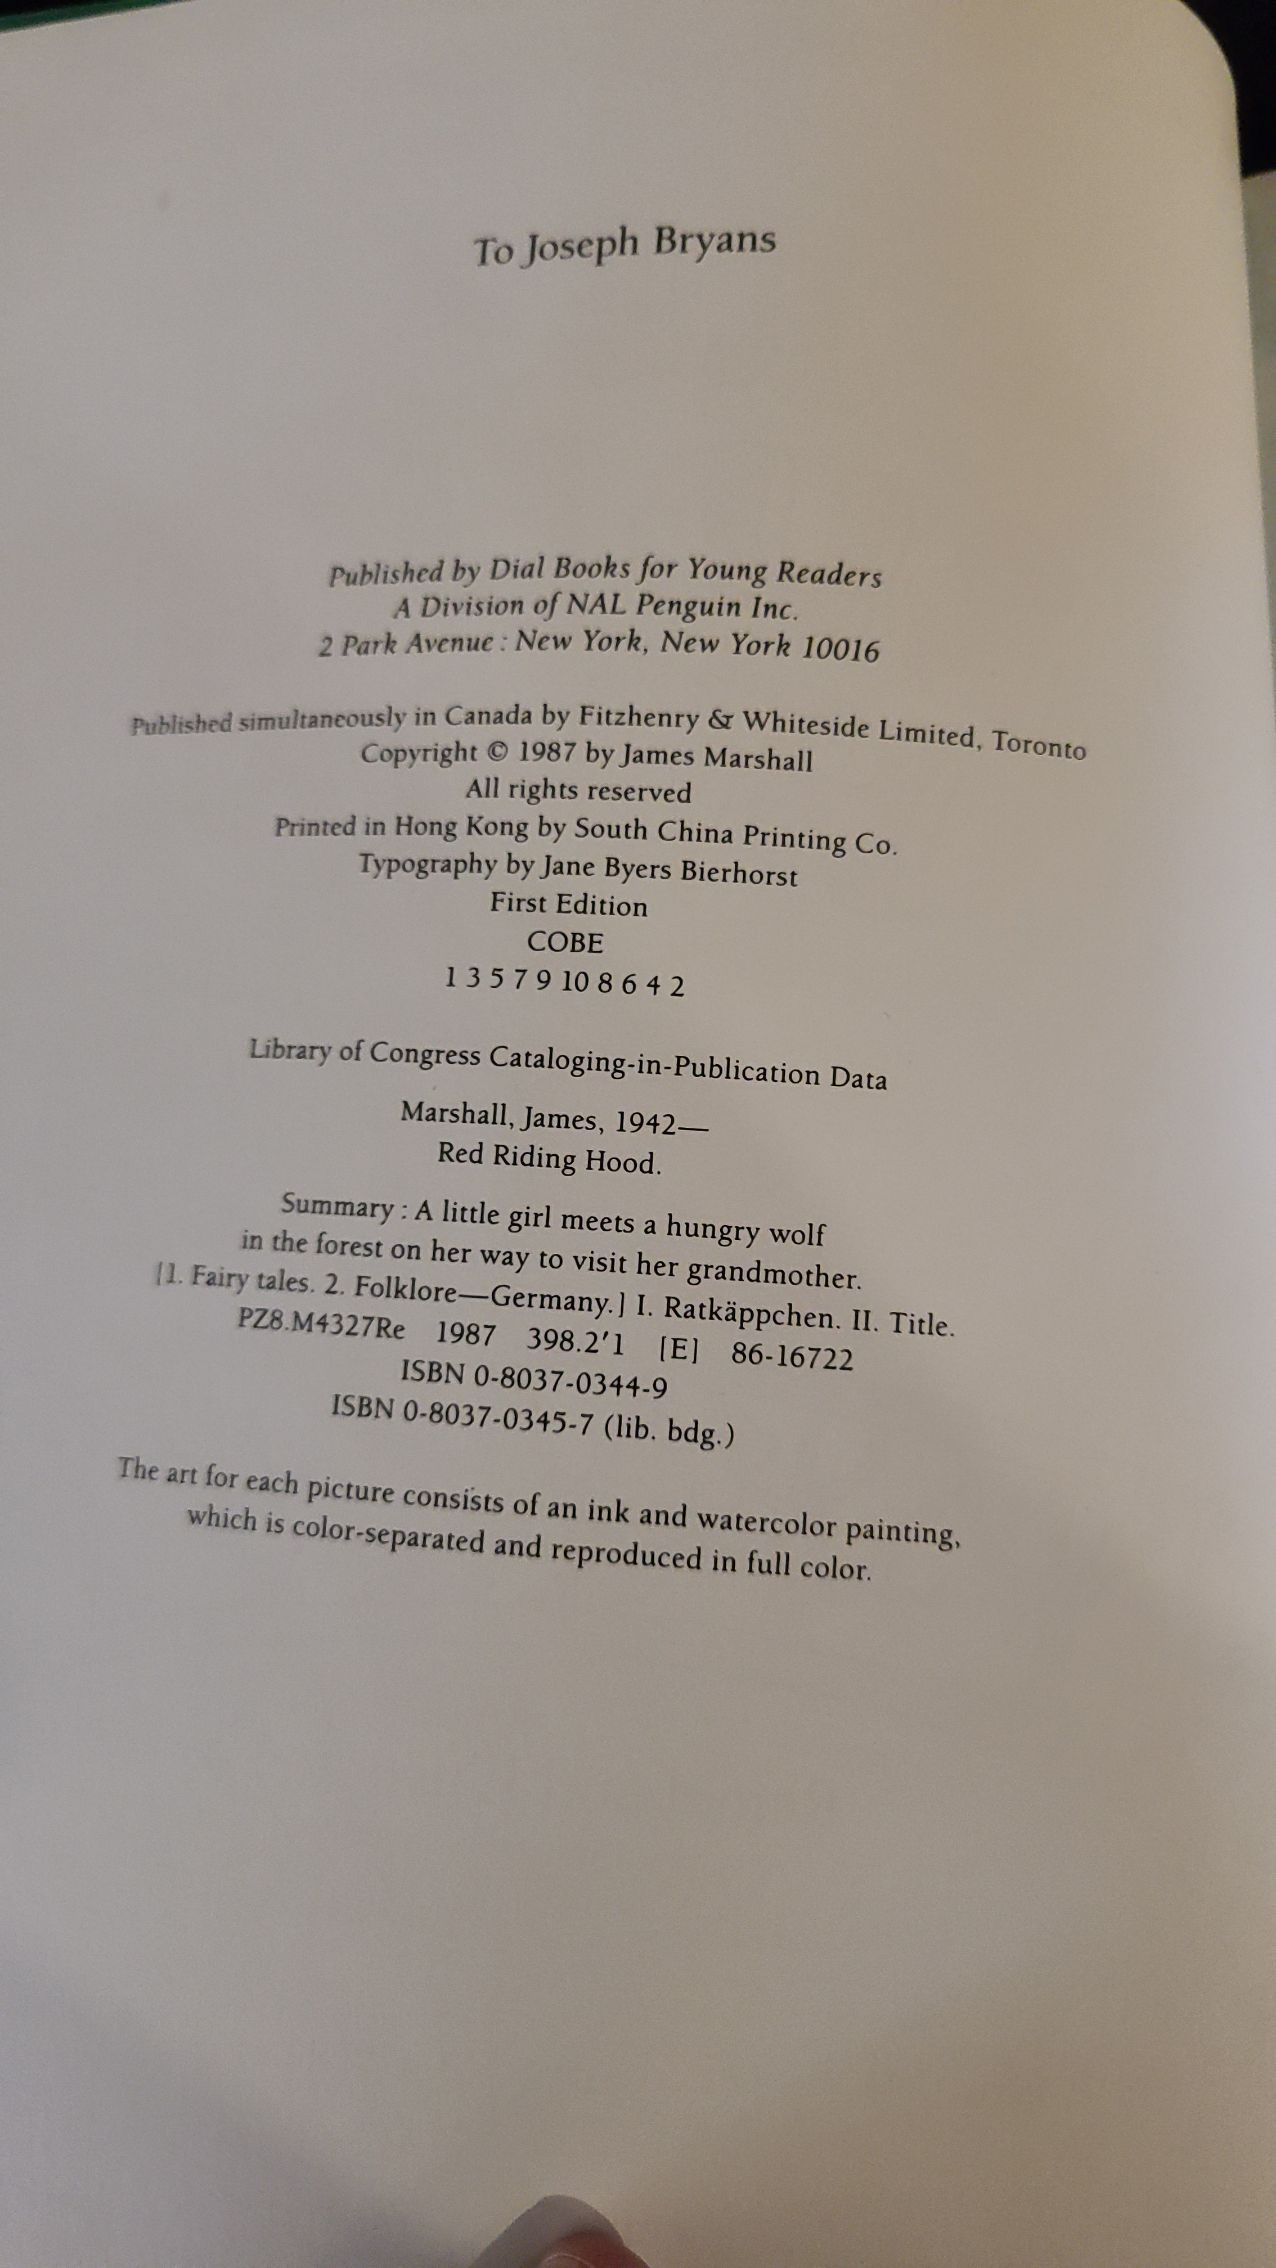 To Joseph Bryans
Published by Dial Books for Young Readers
A Division of NAL Penguin Inc.
2 Park Avenue : New York, New York 10016
Published simultaneously in Canada by Fitzhenry & Whiteside Limited, Toronto
Copyright © 1987 by James Marshall
All rights reserved
Printed in Hong Kong by South China Printing Co.
Typography by Jane Byers Bierhorst
First Edition
COBE
1 3 5 7 9 10 8 6 4 2
Library of Congress Cataloging-in-Publication Data
Marshall, James, 1942—
Red Riding Hood.
Summary : A little girl meets a hungry wolf
in the forest on her way to visit her grandmother.
[1. Fairy tales. 2. Folklore—Germany.] I. Ratkäppchen. II. Title.
PZ8.M4327Re 1987 398.2'1 [E] 86-16722
ISBN 0-8037-0344-9
ISBN 0-8037-0345-7 (lib. bdg.)
The art for each picture consists of an ink and watercolor painting,
which is color-separated and reproduced in full color.